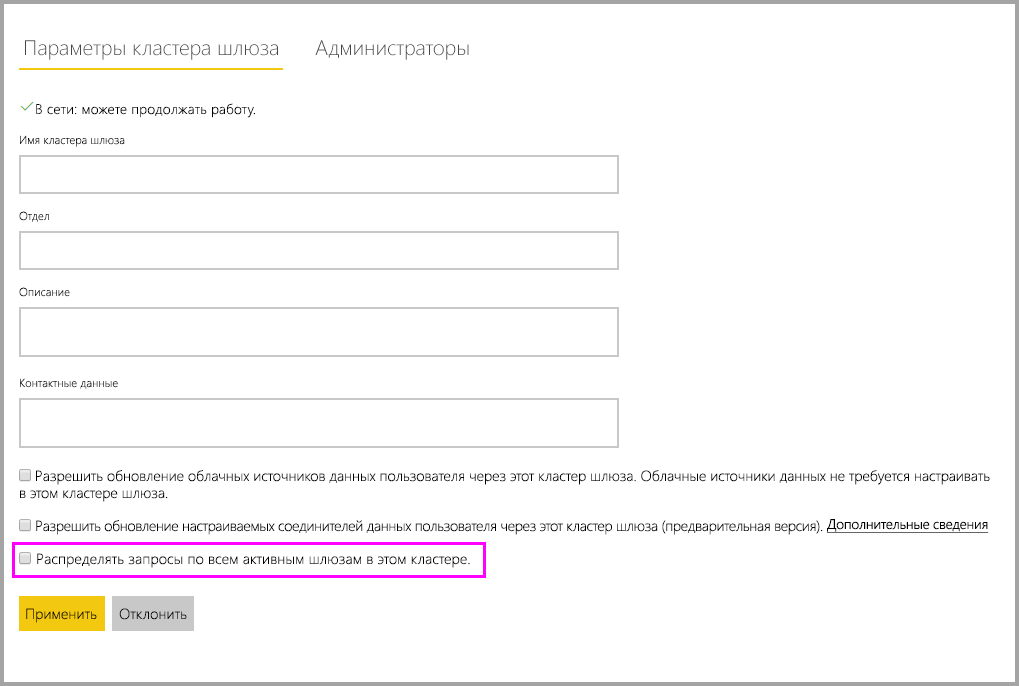 Параметры кластера шлюза Администраторы
В сети: можете продолжать работу.
Имя кластера шлюза
Отдел
Описание
Контактные данные
Разрешить обновление облачных источников данных пользователя через этот кластер шлюза. Облачные источники данных не требуется настраивать
в этом кластере шлюза.
Разрешить обновление настраиваемых соединителей данных пользователя через этот кластер шлюза (предварительная версия). Дополнительные сведения
Распределять запросы по всем активным шлюзам в этом кластере.
Применить Отклонить